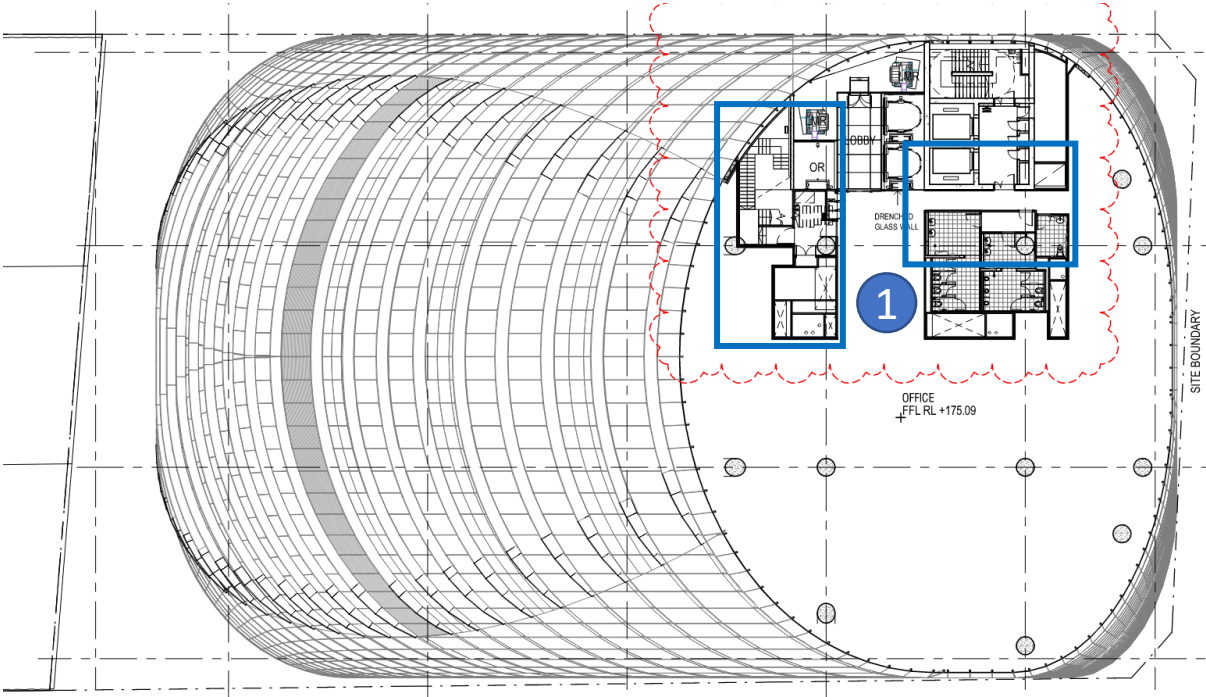 MR
MR
LOBBY
OR
DRENCHED
GLASS WALL
1
SITE BOUNDARY
OFFICE
FFL RL +175.09